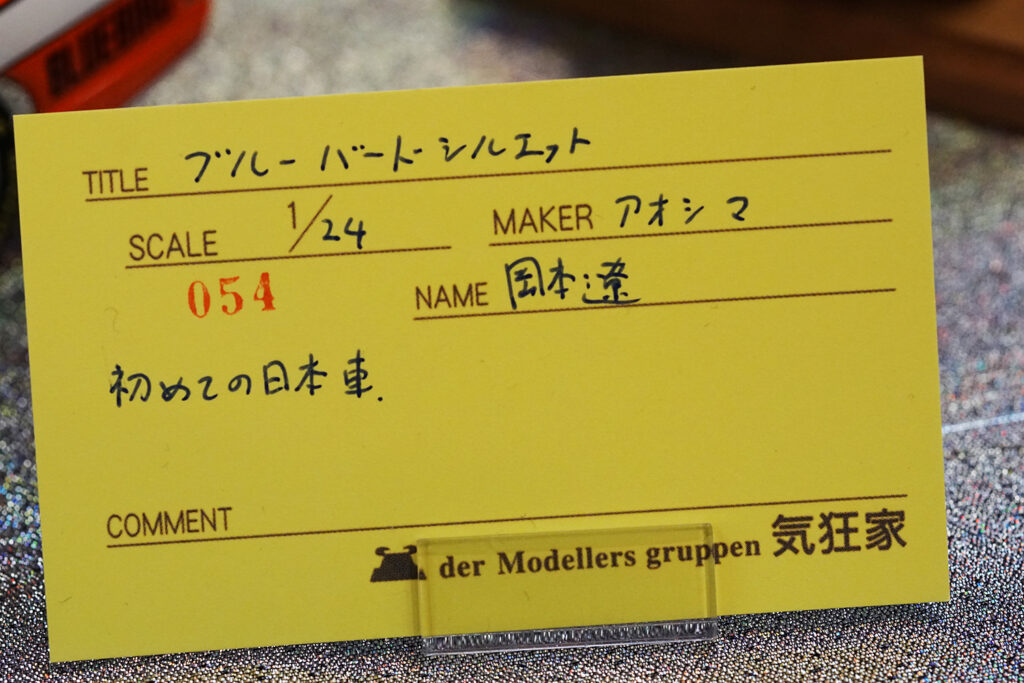 BLUEBIRD
TITLE ブルーバードシルエット
SCALE 1/24
MAKER アオシマ
054
NAME 岡本遼
初めての日本車.
COMMENT
der Modellers gruppen 気狂家